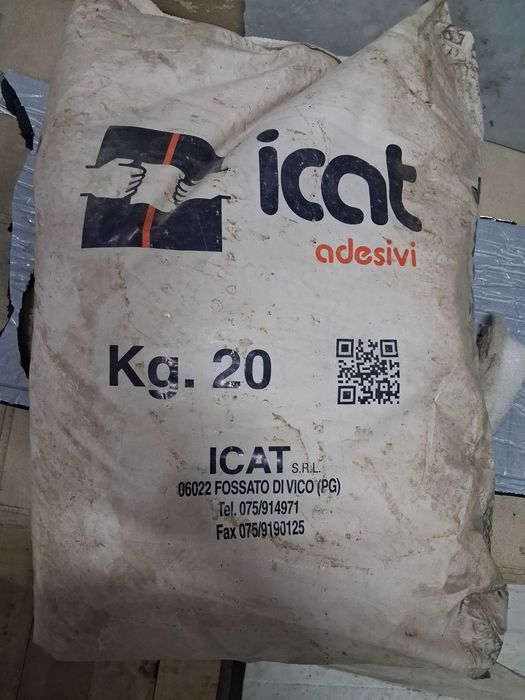 icat
adesivi
Kg. 20
ICAT S.R.L.
06022 FOSSATO DI VICO (PG)
Tel. 075/914971
Fax 075/9190125